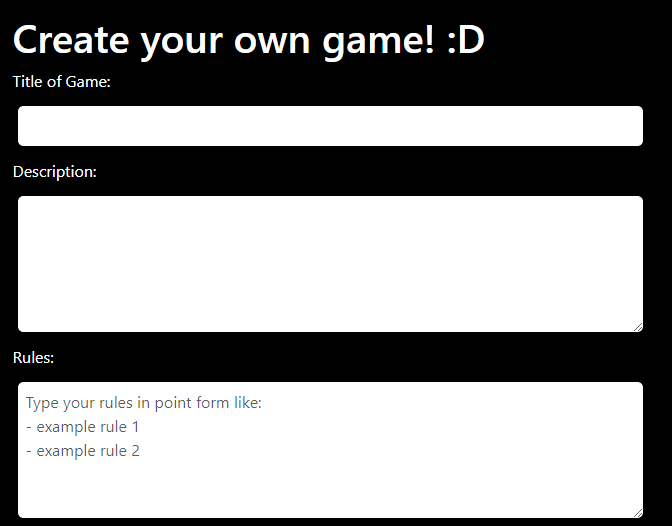 Create your own game! :D
Title of Game:
Description:
Rules:
Type your rules in point form like:
- example rule 1
- example rule 2